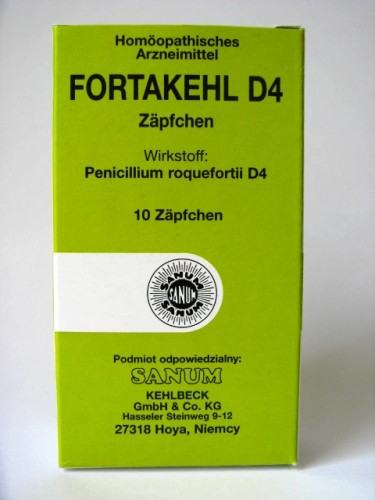 Homöopathisches
Arzneimittel
FORTAKEHL D4
Zäpfchen
Wirkstoff:
Penicillium roquefortii D4
10 Zäpfchen
SANUM
SANUM
SANUM
Podmiot odpowiedzialny:
SANUM
KEHLBECK
GmbH & Co. KG
Hasseler Steinweg 9-12
27318 Hoya, Niemcy